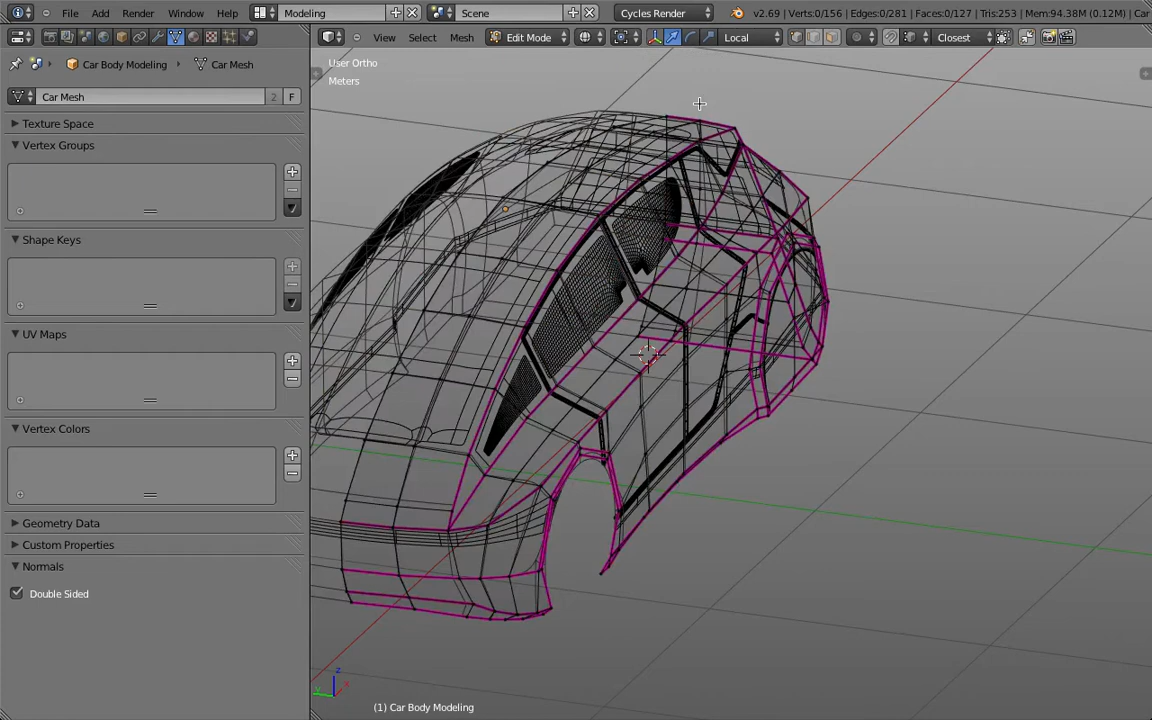 File Add Render Window Help Modeling Scene Cycles Render v2.69 | Verts:0/156 | Edges:0/281 | Faces:0/127 | Tris:253 | Mem:94.38M (0.12M) | Car
View Select Mesh Edit Mode Local Closest
User Ortho
Meters
Car Body Modeling Car Mesh
Car Mesh 2 F
Texture Space
Vertex Groups
Shape Keys
UV Maps
Vertex Colors
Geometry Data
Custom Properties
Normals
Double Sided
z
y x
(1) Car Body Modeling